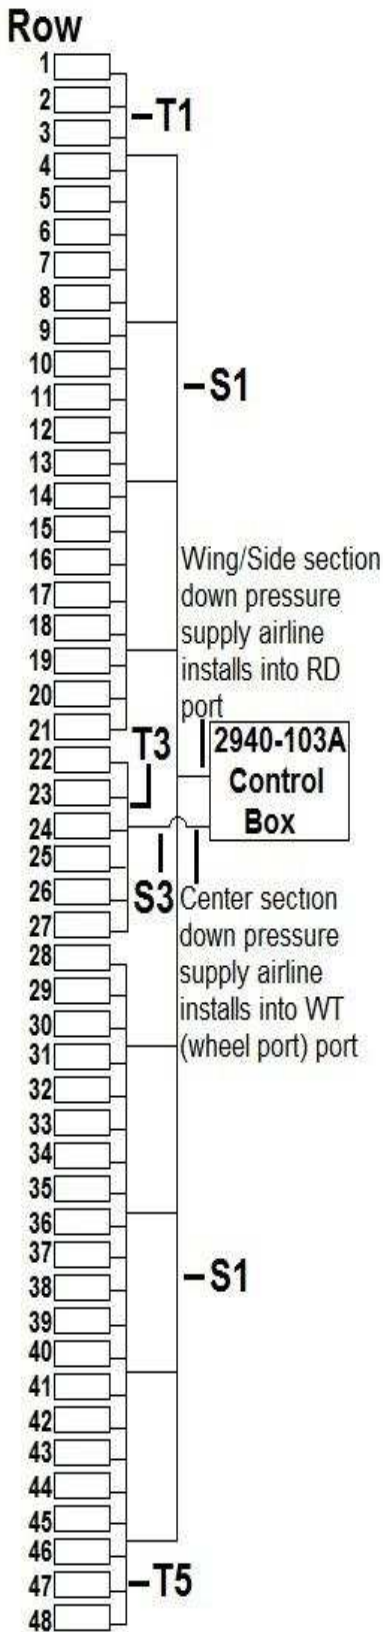 Row
1
2
–T1
3
4
5
6
7
8
9
10
–S1
11
12
13
14
15
16
Wing/Side section
17
down pressure
18
supply airline
19
installs into RD
20
port
21
T3
2940-103A
22
Control
23
Box
24
25
S3
Center section
26
down pressure
27
supply airline
28
installs into WT
29
(wheel port) port
30
31
32
33
34
35
36
37
–S1
38
39
40
41
42
43
44
45
46
–T5
47
48